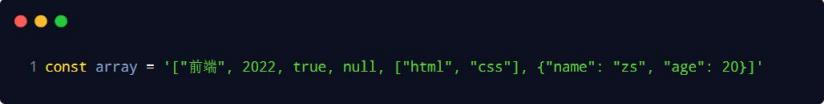 1 const array = '["前端", 2022, true, null, ["html", "css"], {"name": "zs", "age": 20}]'